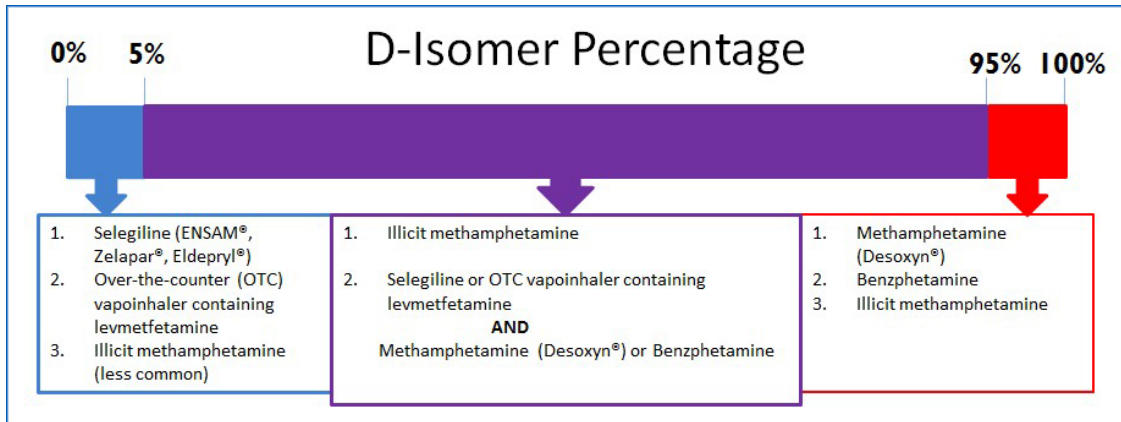 D-Isomer Percentage
0%
5%
95%
100%
1. Selegiline (ENSAM®,
Zelapar®, Eldepryl®)
2. Over-the-counter (OTC)
vapoinhaler containing
levmetfetamine
3. Illicit methamphetamine
(less common)
1. Illicit methamphetamine
2. Selegiline or OTC vapoinhaler containing
levmetfetamine
AND
Methamphetamine (Desoxyn®) or Benzphetamine
1. Methamphetamine
(Desoxyn®)
2. Benzphetamine
3. Illicit methamphetamine